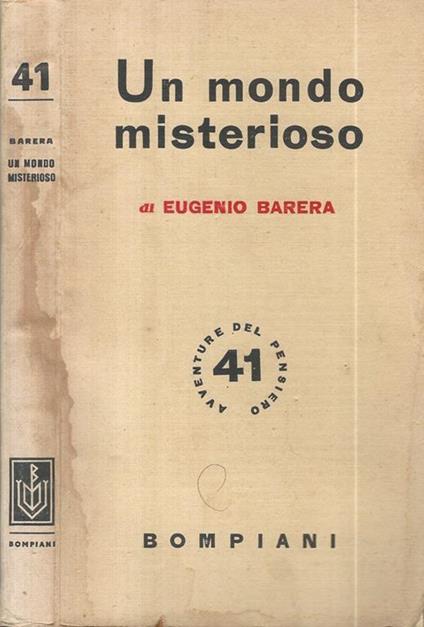 41
BARERA
UN MONDO
MISTERIOSO
BOMPIANI
Un mondo
misterioso
di EUGENIO BARERA
AVVENTURE DEL PENSIERO
41
BOMPIANI